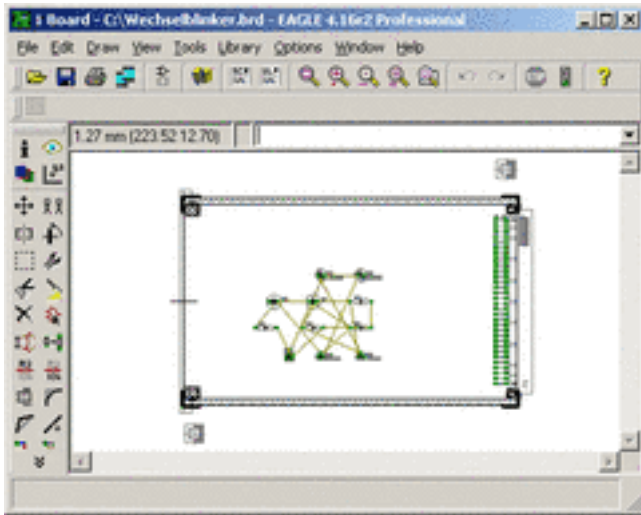 1 Board - C:\Wechselblinker.brd - EAGLE 4.16r2 Professional
File Edit Draw View Tools Library Options Window Help
1.27 mm (223.52 12.70)